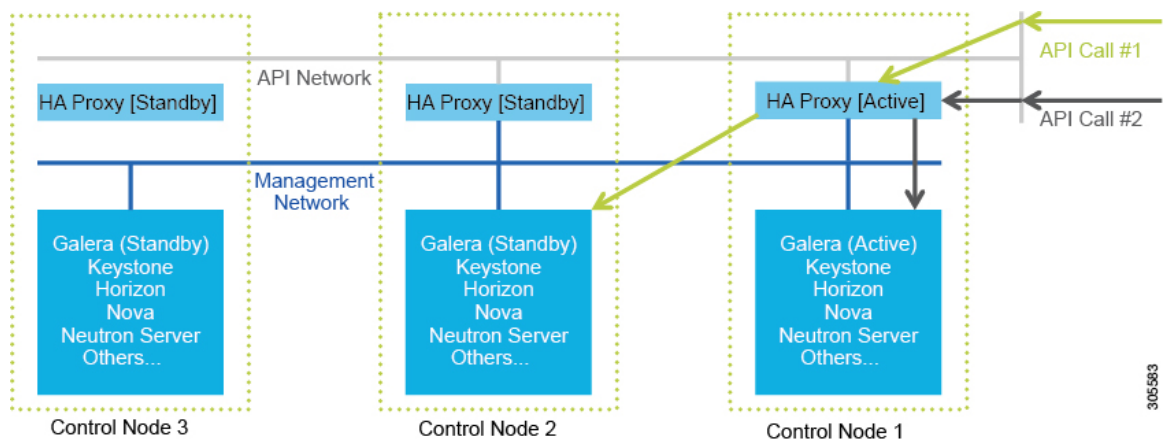 API Call #1
API Network
HA Proxy [Standby]
HA Proxy [Standby]
HA Proxy [Active]
API Call #2
Management
Network
Galera (Standby)
Keystone
Horizon
Nova
Neutron Server
Others...
Galera (Standby)
Keystone
Horizon
Nova
Neutron Server
Others...
Galera (Active)
Keystone
Horizon
Nova
Neutron Server
Others...
305583
Control Node 3
Control Node 2
Control Node 1